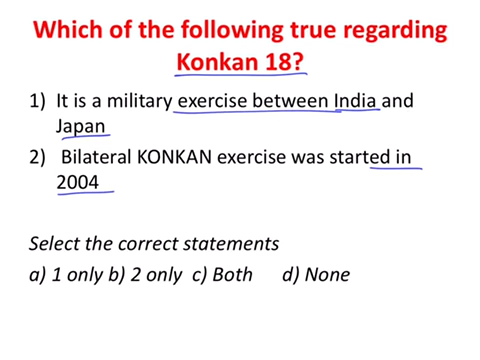 Which of the following true regarding
Konkan 18?
1) It is a military exercise between India and
Japan
2) Bilateral KONKAN exercise was started in
2004
Select the correct statements
a) 1 only b) 2 only c) Both d) None